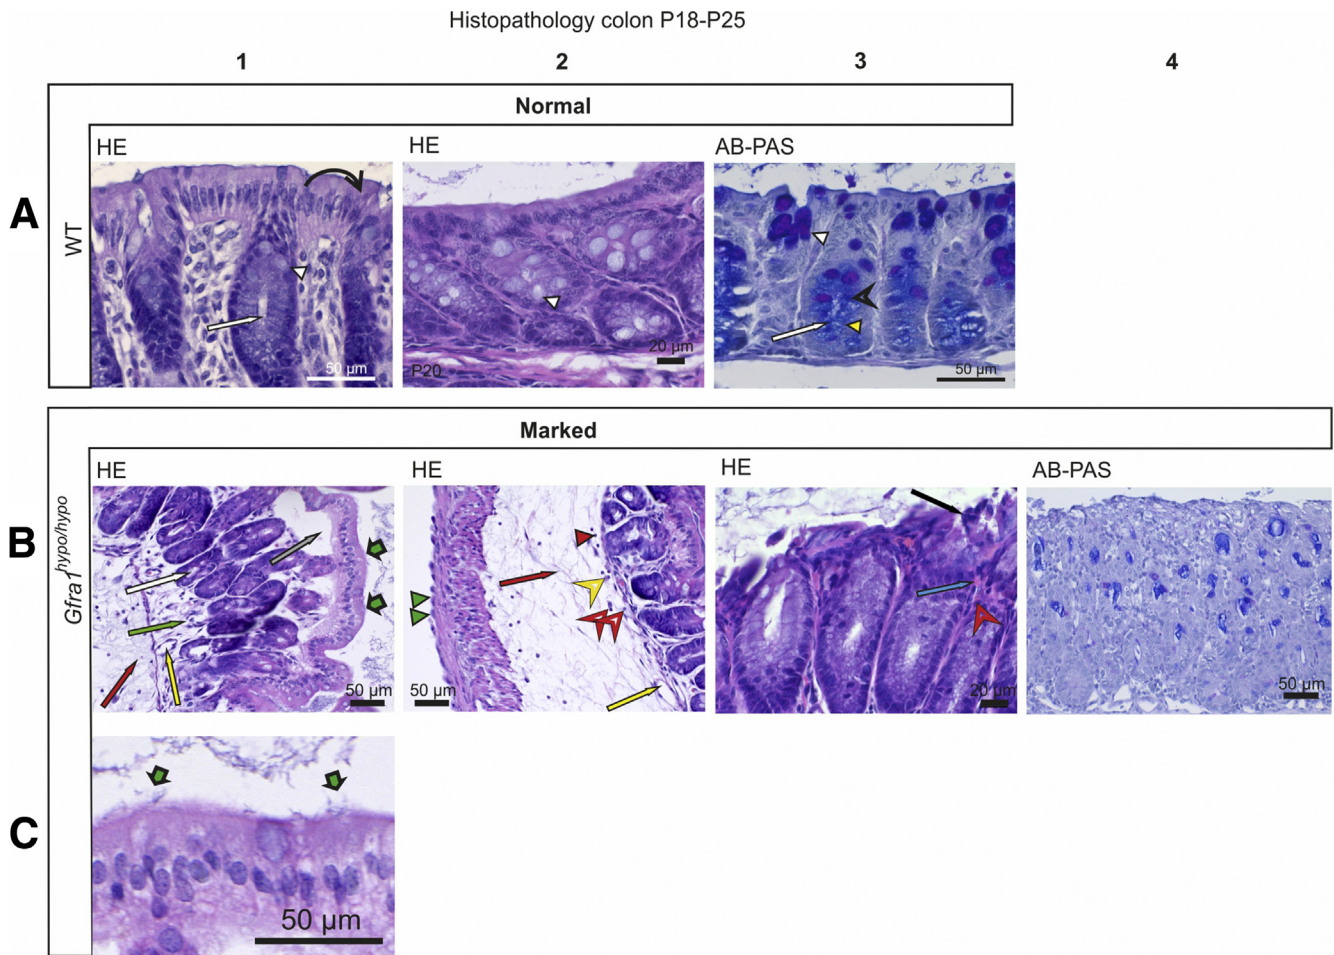 Histopathology colon P18-P25
1 2 3 4
Normal
HE HE AB-PAS
A
WT
50 µm
20 µm
P20
50 µm
Marked
HE HE HE AB-PAS
B
Gfra1hypo/hypo
50 µm 50 µm 20 µm 50 µm
C
50 µm